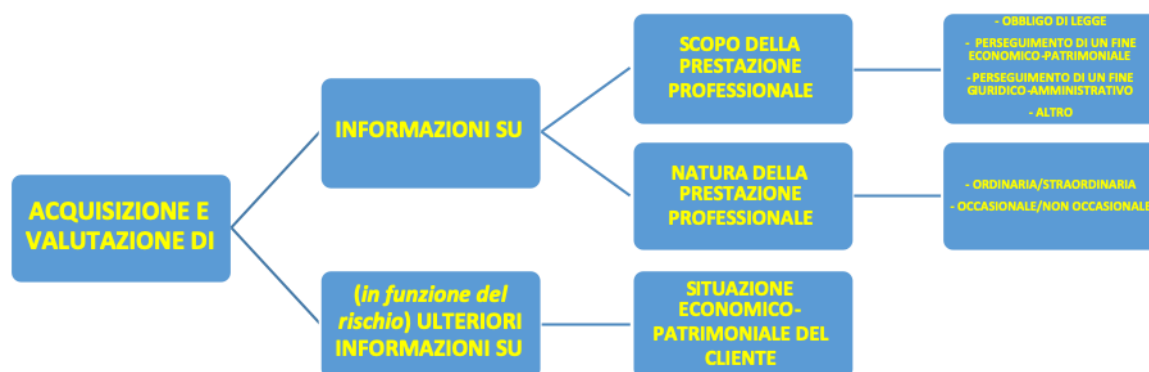 ACQUISIZIONE E
VALUTAZIONE DI
INFORMAZIONI SU
SCOPO DELLA
PRESTAZIONE
PROFESSIONALE
- OBBLIGO DI LEGGE
- PERSEGUIMENTO DI UN FINE
ECONOMICO-PATRIMONIALE
-PERSEGUIMENTO DI UN FINE
GIURIDICO-AMMINISTRATIVO
- ALTRO
NATURA DELLA
PRESTAZIONE
PROFESSIONALE
- ORDINARIA/STRAORDINARIA
- OCCASIONALE/NON OCCASIONALE
(in funzione del
rischio) ULTERIORI
INFORMAZIONI SU
SITUAZIONE
ECONOMICO-
PATRIMONIALE DEL
CLIENTE